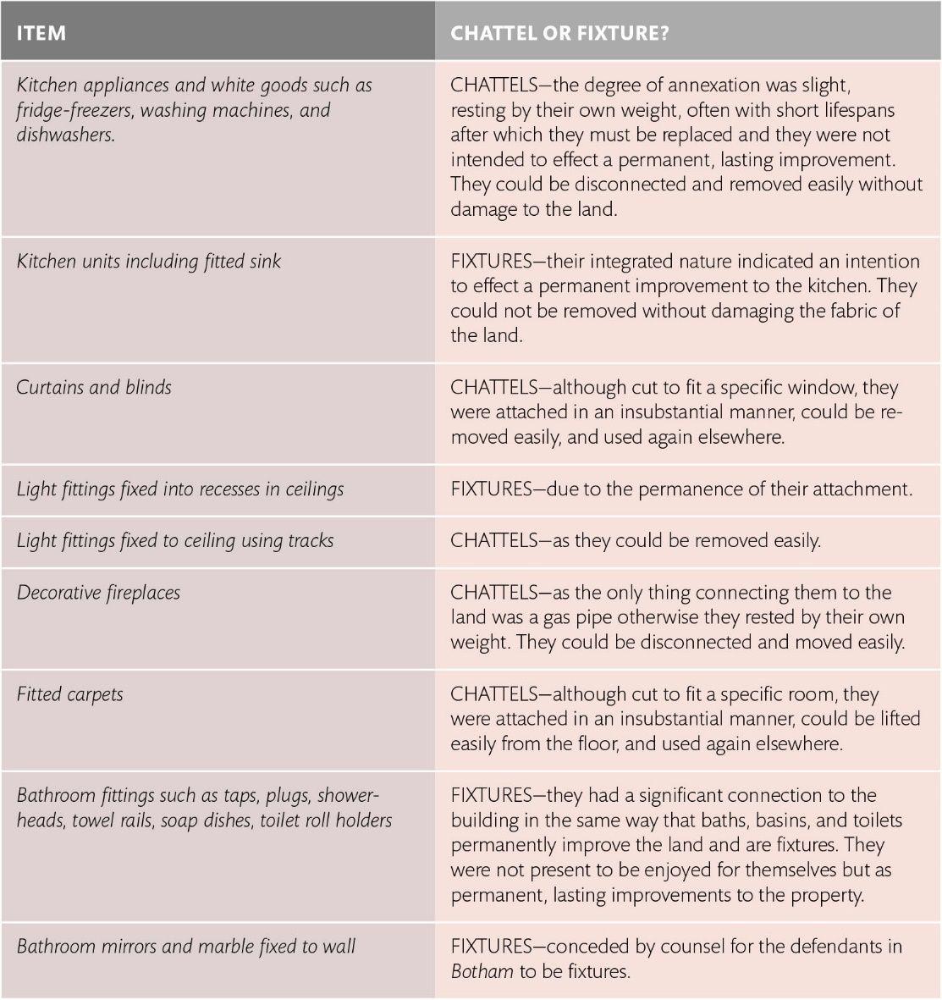 ITEM
CHATTEL OR FIXTURE?
Kitchen appliances and white goods such as
fridge-freezers, washing machines, and
dishwashers.
CHATTELS—the degree of annexation was slight,
resting by their own weight, often with short lifespans
after which they must be replaced and they were not
intended to effect a permanent, lasting improvement.
They could be disconnected and removed easily without
damage to the land.
Kitchen units including fitted sink
FIXTURES—their integrated nature indicated an intention
to effect a permanent improvement to the kitchen. They
could not be removed without damaging the fabric of
the land.
Curtains and blinds
CHATTELS—although cut to fit a specific window, they
were attached in an insubstantial manner, could be re-
moved easily, and used again elsewhere.
Light fittings fixed into recesses in ceilings
FIXTURES—due to the permanence of their attachment.
Light fittings fixed to ceiling using tracks
CHATTELS—as they could be removed easily.
Decorative fireplaces
CHATTELS—as the only thing connecting them to the
land was a gas pipe otherwise they rested by their own
weight. They could be disconnected and moved easily.
Fitted carpets
CHATTELS—although cut to fit a specific room, they
were attached in an insubstantial manner, could be lifted
easily from the floor, and used again elsewhere.
Bathroom fittings such as taps, plugs, shower-
heads, towel rails, soap dishes, toilet roll holders
FIXTURES—they had a significant connection to the
building in the same way that baths, basins, and toilets
permanently improve the land and are fixtures. They
were not present to be enjoyed for themselves but as
permanent, lasting improvements to the property.
Bathroom mirrors and marble fixed to wall
FIXTURES—conceded by counsel for the defendants in
Botham to be fixtures.